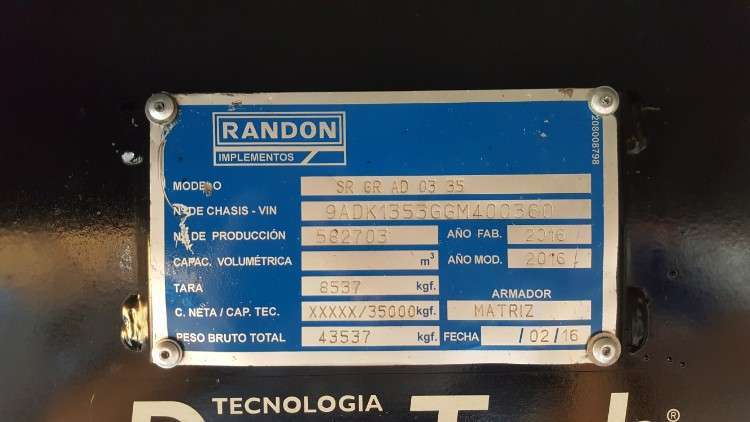 RANDON
IMPLEMENTOS
208008798
MODELO SR GR AD 03 35
Nº DE CHASIS - VIN 9ADK1353GGM400360
Nº DE PRODUCIÓN 582703 AÑO FAB. 2016/
CAPAC. VOLUMÉTRICA m³ AÑO MOD. 2016/
TARA 8537 kgf. ARMADOR
C. NETA / CAP. TEC. XXXXX/35000 kgf. MATRIZ
PESO BRUTO TOTAL 43537 kgf. FECHA /02/16
TECNOLOGIA
®